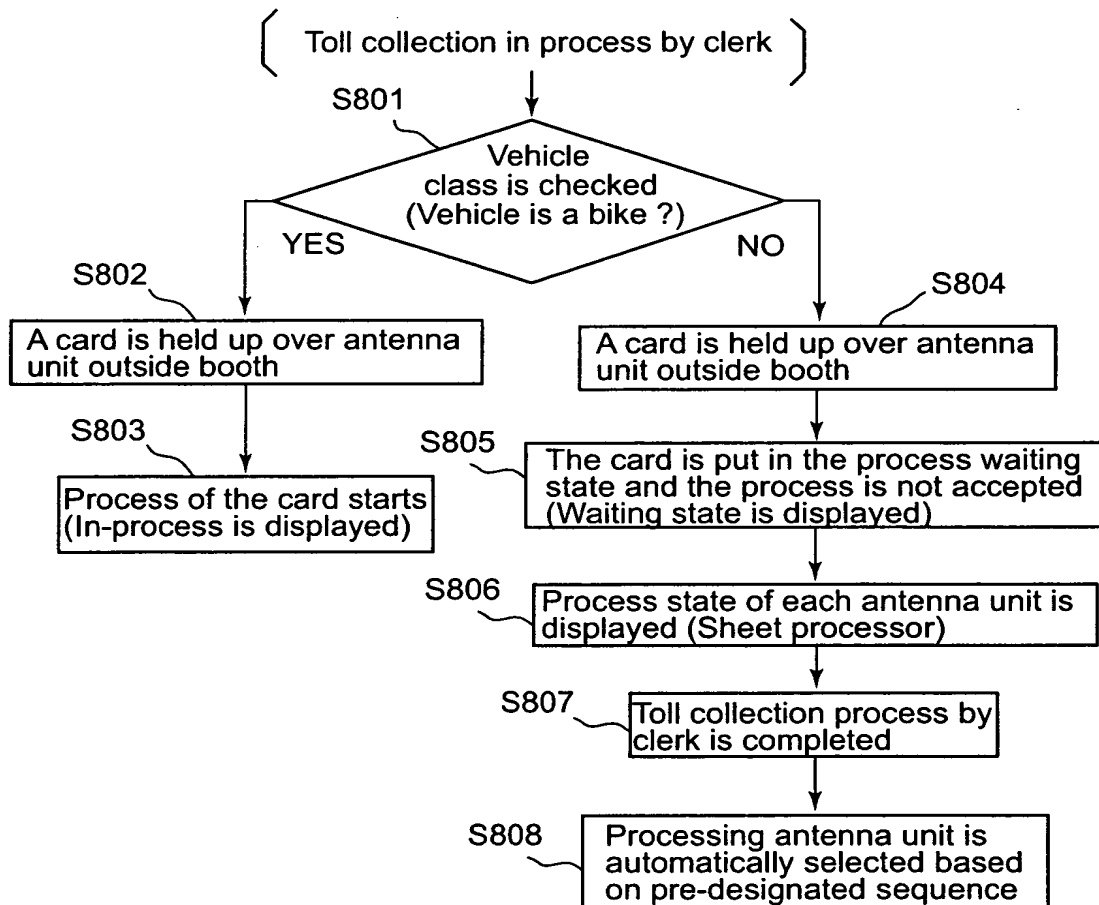 Toll collection in process by clerk
S801
Vehicle
class is checked
(Vehicle is a bike ?)
YES
NO
S802
A card is held up over antenna
unit outside booth
S803
Process of the card starts
(In-process is displayed)
S804
A card is held up over antenna
unit outside booth
S805
The card is put in the process waiting
state and the process is not accepted
(Waiting state is displayed)
S806
Process state of each antenna unit is
displayed (Sheet processor)
S807
Toll collection process by
clerk is completed
S808
Processing antenna unit is
automatically selected based
on pre-designated sequence